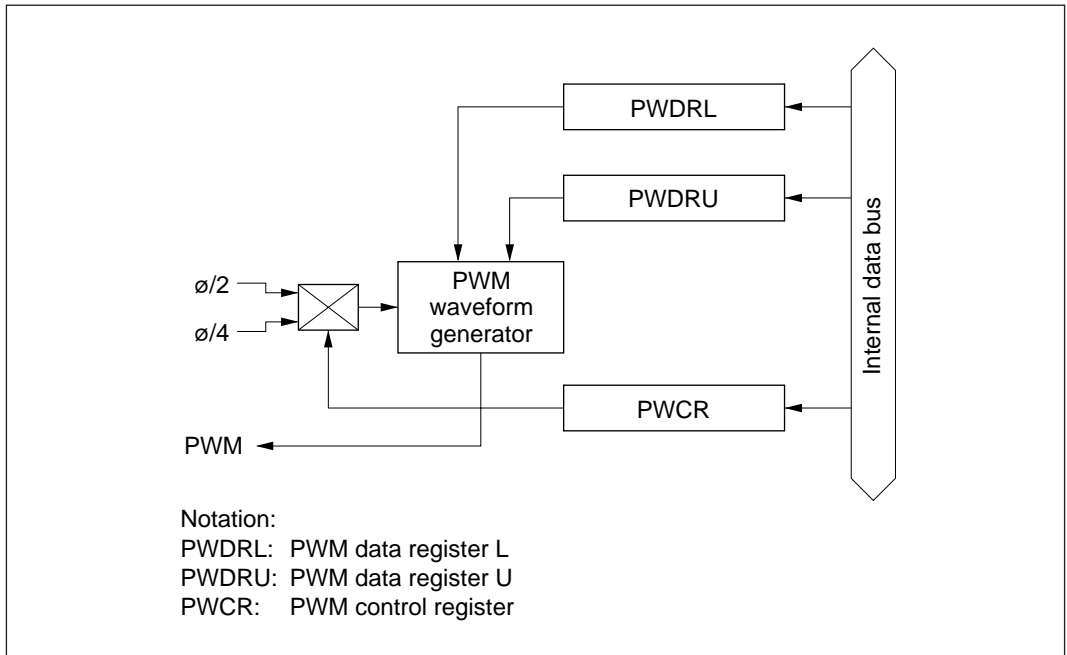 PWDRL
PWDRU
Internal data bus
ø/2
ø/4
PWM
waveform
generator
PWCR
PWM
Notation:
PWDRL: PWM data register L
PWDRU: PWM data register U
PWCR: PWM control register